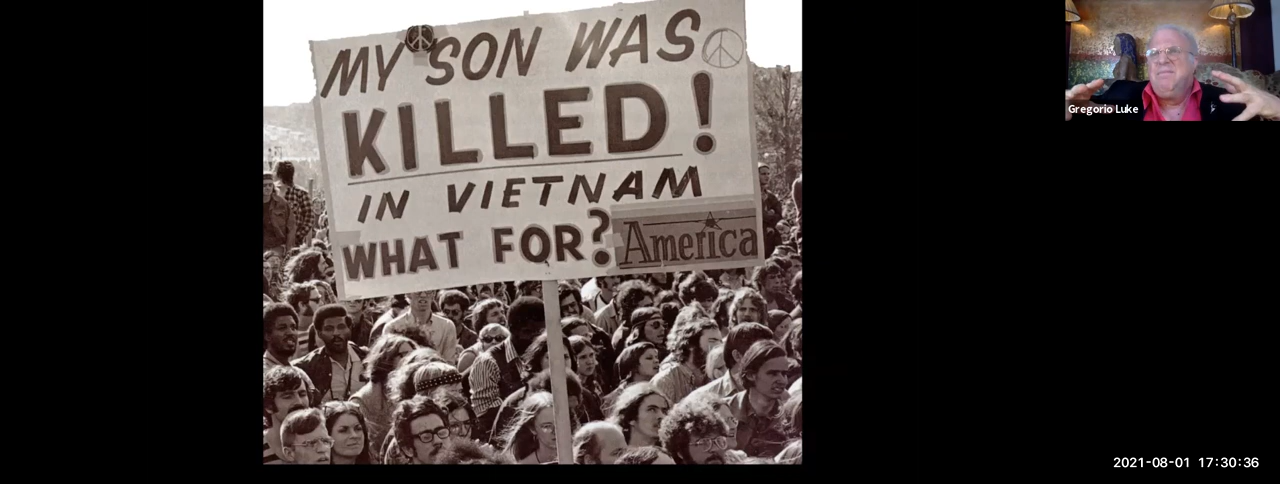 MY SON WAS
KILLED!
IN VIETNAM
WHAT FOR? America
Gregorio Luke
2021-08-01 17:30:36